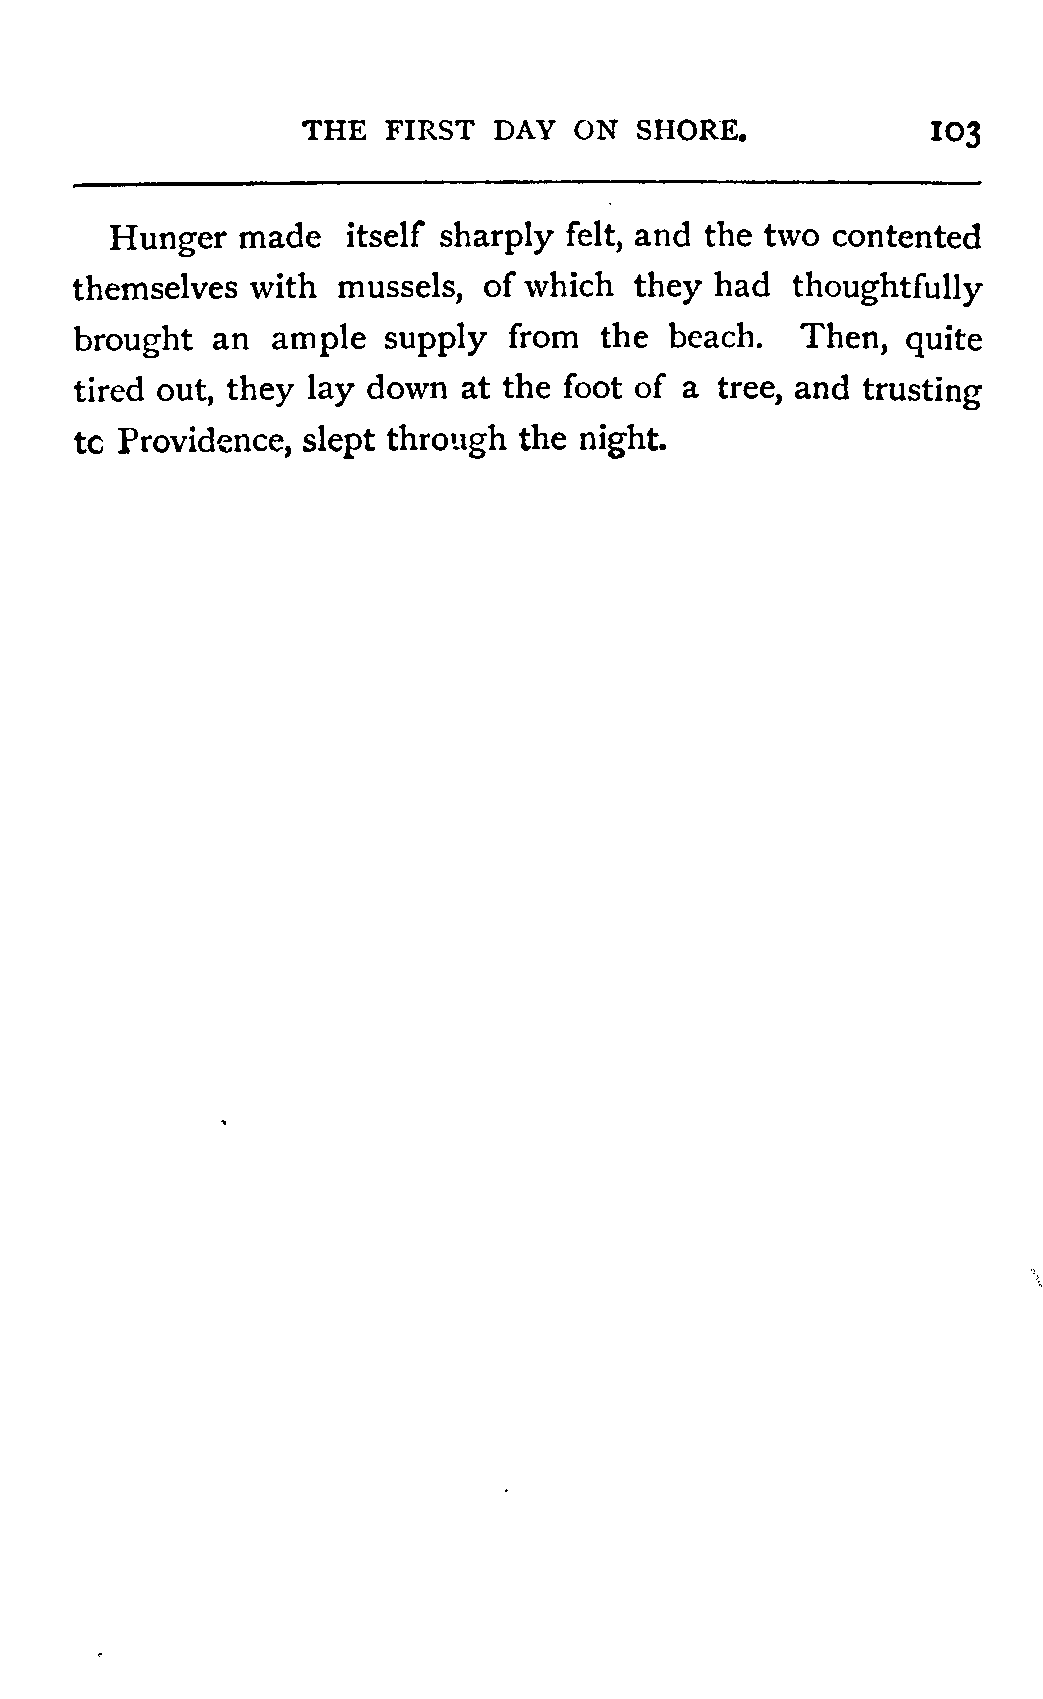 THE FIRST DAY ON SHORE. 103
Hunger made itself sharply felt, and the two contented
themselves with mussels, of which they had thoughtfully
brought an ample supply from the beach. Then, quite
tired out, they lay down at the foot of a tree, and trusting
to Providence, slept through the night.